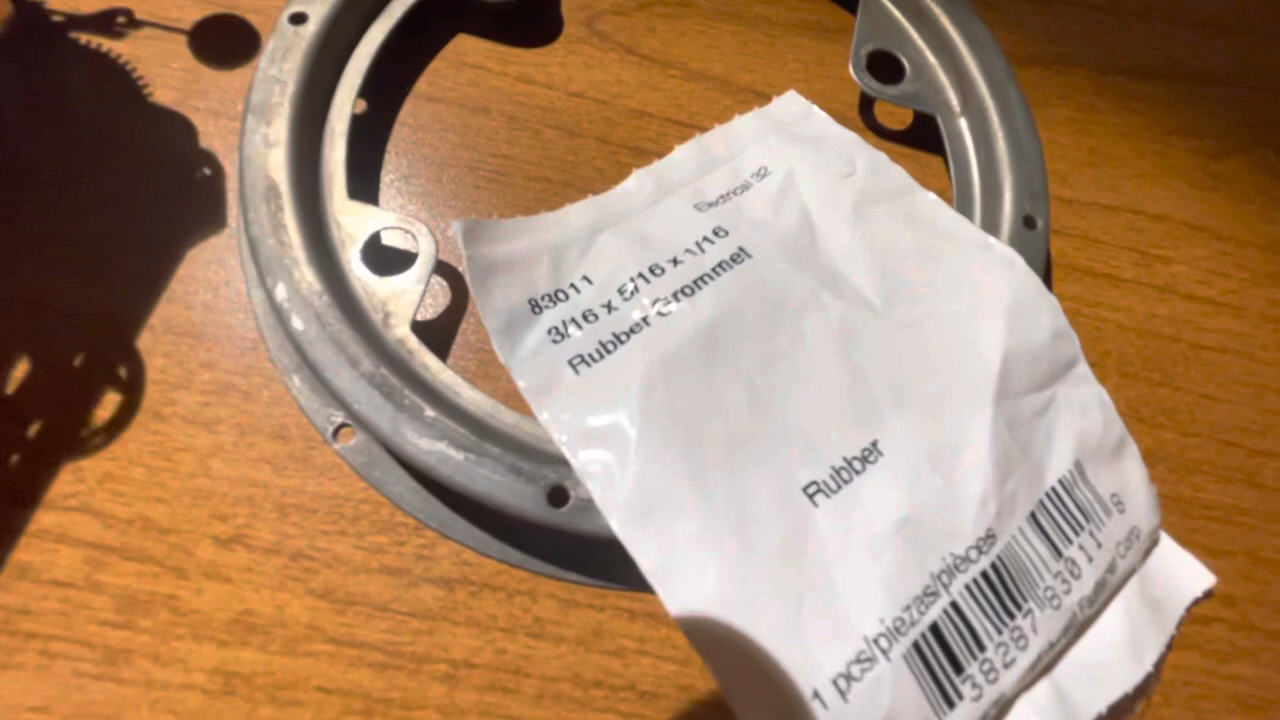 Electrical 32
83011
3/16 x 5/16 x 1/16
Rubber Grommet
Rubber
1 pcs/piezas/pièces
38287 83011 8
Corp